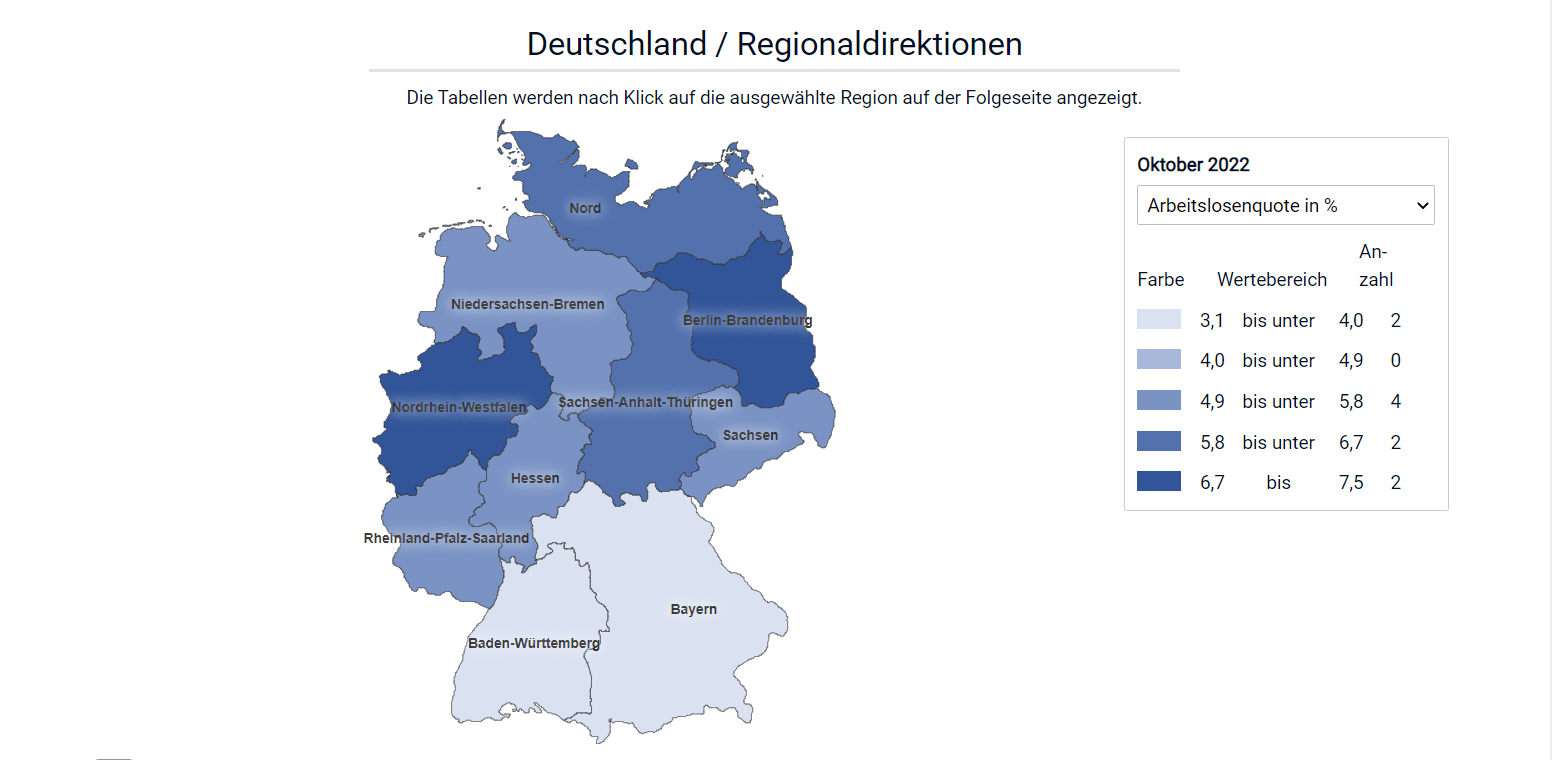 Deutschland / Regionaldirektionen
Die Tabellen werden nach Klick auf die ausgewählte Region auf der Folgeseite angezeigt.
Nord
Niedersachsen-Bremen
Berlin-Brandenburg
Nordrhein-Westfalen
Sachsen-Anhalt-Thüringen
Sachsen
Hessen
Rheinland-Pfalz-Saarland
Bayern
Baden-Württemberg
Oktober 2022
Arbeitslosenquote in %
Farbe Wertebereich An-
zahl
3,1 bis unter 4,0 2
4,0 bis unter 4,9 0
4,9 bis unter 5,8 4
5,8 bis unter 6,7 2
6,7 bis 7,5 2